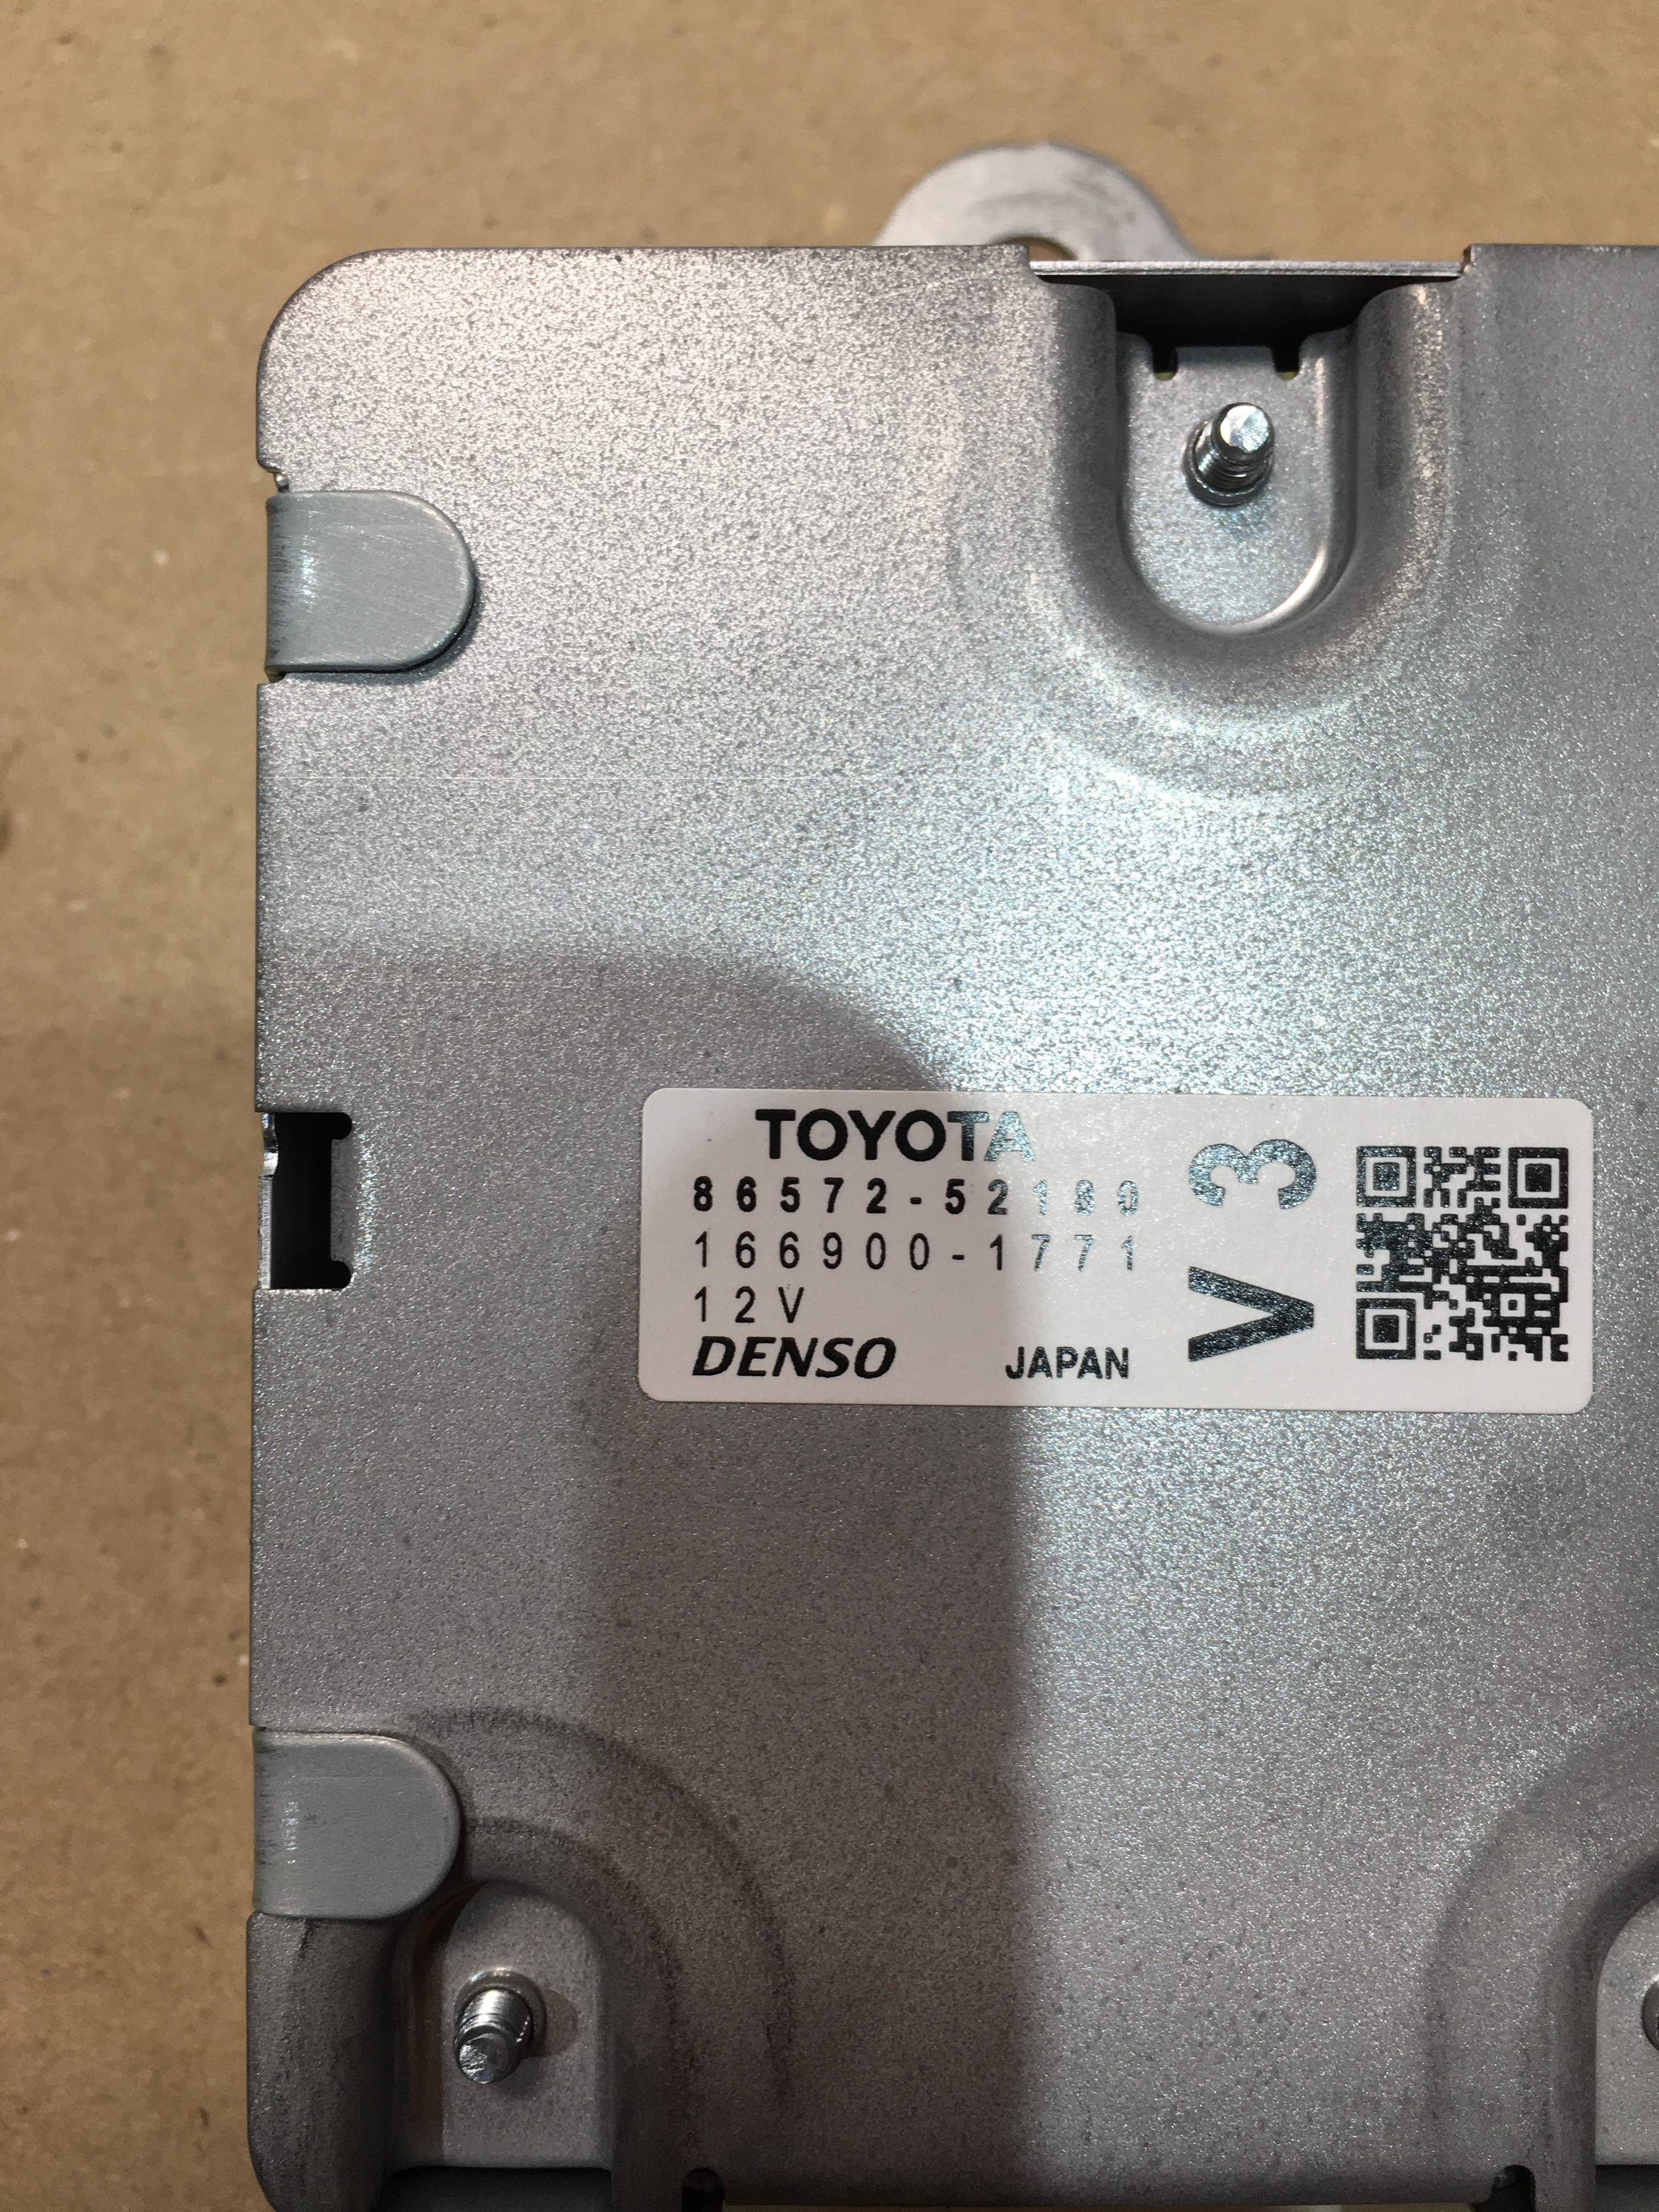 TOYOTA
86572-52180
166900-1771
12V
DENSO JAPAN
V3